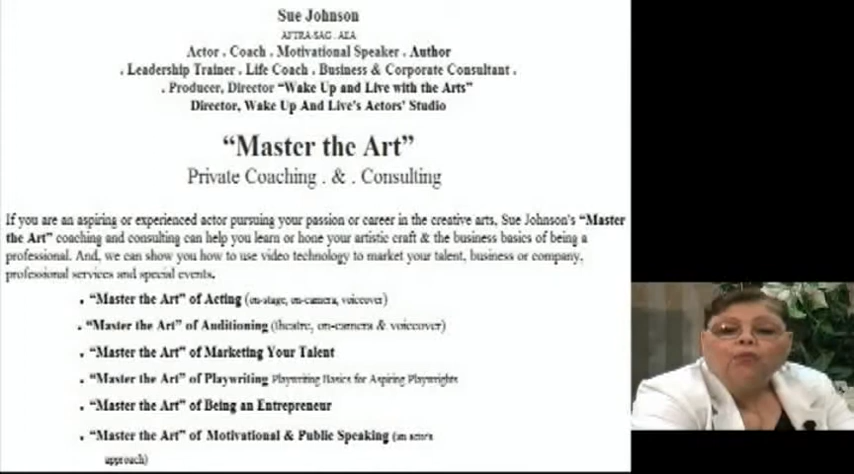 Sue Johnson
AFTRA-SAG . AEA
Actor . Coach . Motivational Speaker . Author
. Leadership Trainer . Life Coach . Business & Corporate Consultant .
. Producer, Director “Wake Up and Live with the Arts”
Director, Wake Up And Live's Actors' Studio
“Master the Art”
Private Coaching . & . Consulting
If you are an aspiring or experienced actor pursuing your passion or career in the creative arts, Sue Johnson's “Master
the Art” coaching and consulting can help you learn or hone your artistic craft & the business basics of being a
professional. And, we can show you how to use video technology to market your talent, business or company,
professional services and special events.
. “Master the Art” of Acting (on-stage, on-camera, voiceover)
. “Master the Art” of Auditioning (theatre, on-camera & voiceover)
. “Master the Art” of Marketing Your Talent
. “Master the Art” of Playwriting Playwriting Basics for Aspiring Playwrights
. “Master the Art” of Being an Entrepreneur
. “Master the Art” of Motivational & Public Speaking (an actor's
approach)